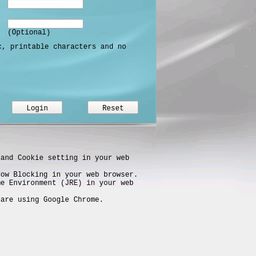 (Optional)
, printable characters and no
Login Reset
and Cookie setting in your web
ow Blocking in your web browser.
e Environment (JRE) in your web
are using Google Chrome.